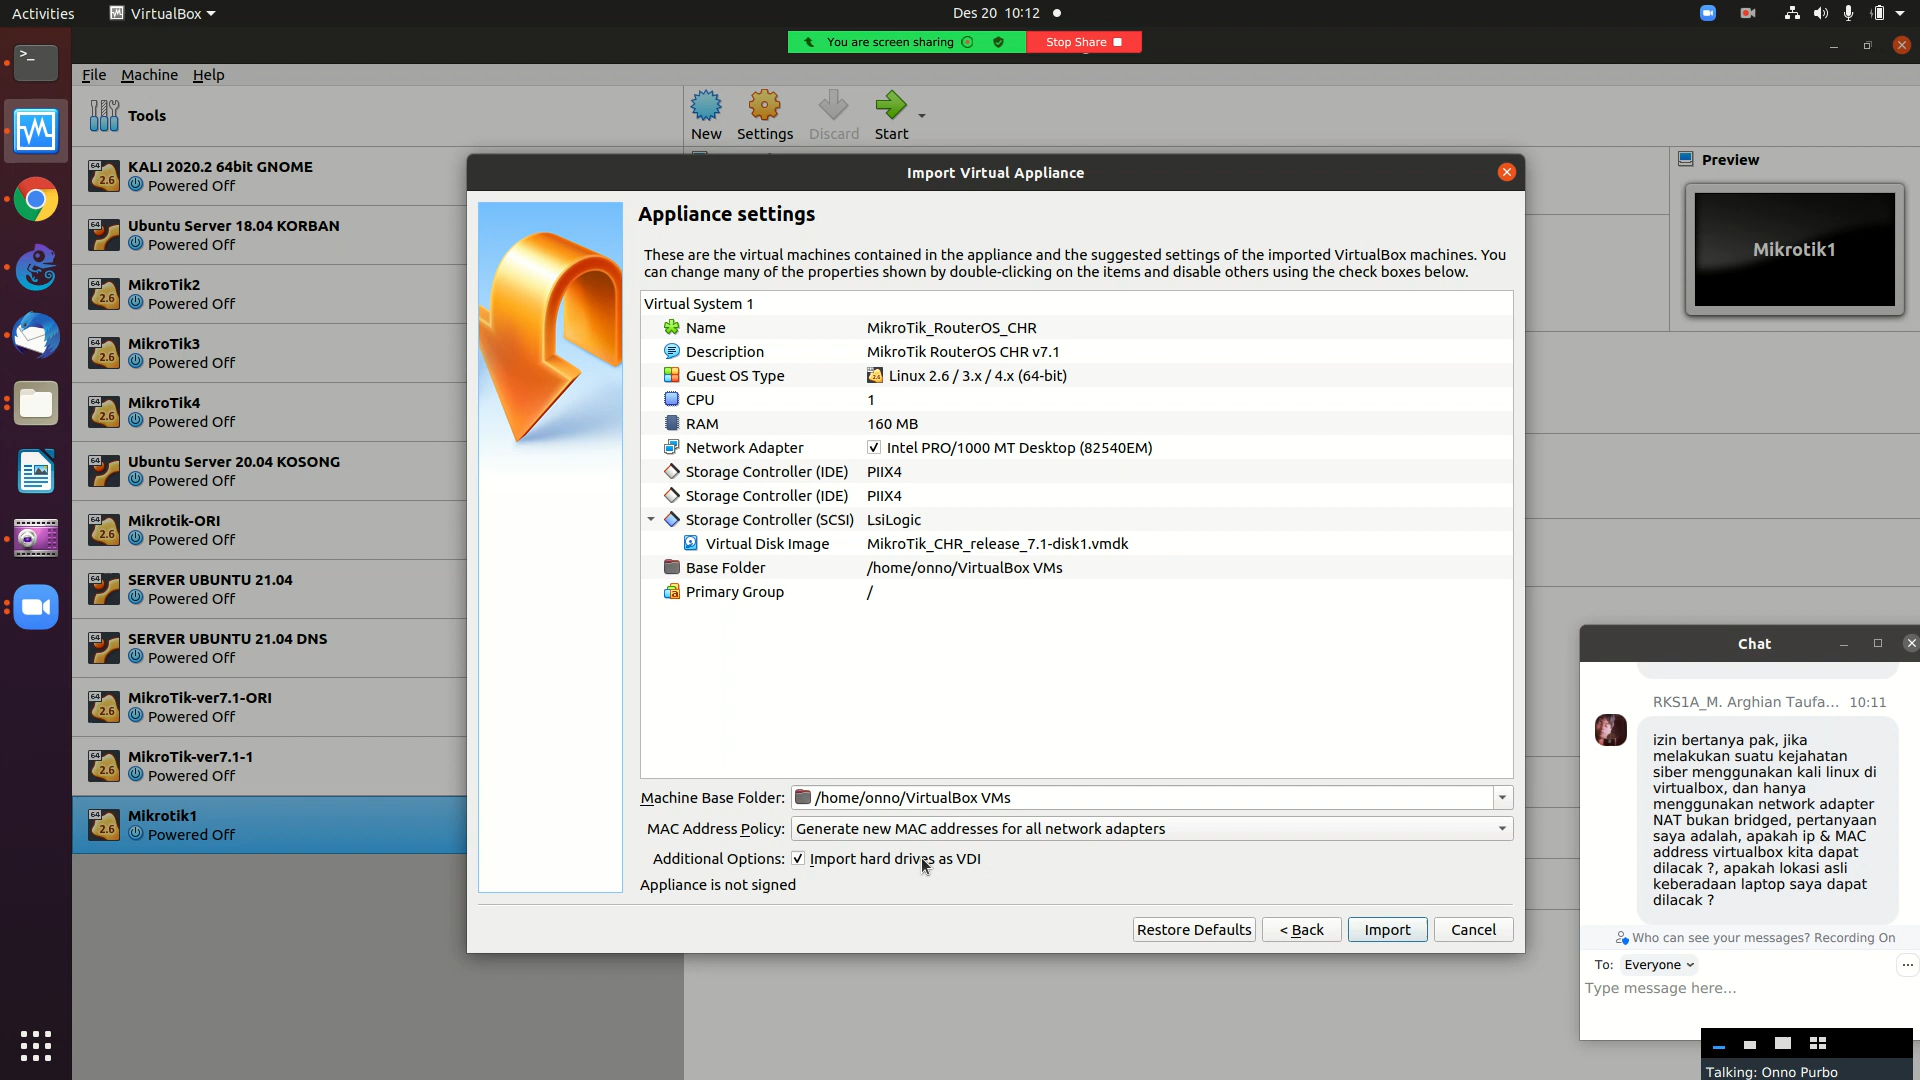 Activities
VirtualBox
Des 20 10:12
You are screen sharing
Stop Share
File Machine Help
Tools
New
Settings
Discard
Start
KALI 2020.2 64bit GNOME
Powered Off
Ubuntu Server 18.04 KORBAN
Powered Off
MikroTik2
Powered Off
MikroTik3
Powered Off
MikroTik4
Powered Off
Ubuntu Server 20.04 KOSONG
Powered Off
Mikrotik-ORI
Powered Off
SERVER UBUNTU 21.04
Powered Off
SERVER UBUNTU 21.04 DNS
Powered Off
MikroTik-ver7.1-ORI
Powered Off
MikroTik-ver7.1-1
Powered Off
Mikrotik1
Powered Off
Import Virtual Appliance
Appliance settings
These are the virtual machines contained in the appliance and the suggested settings of the imported VirtualBox machines. You
can change many of the properties shown by double-clicking on the items and disable others using the check boxes below.
Virtual System 1
Name MikroTik_RouterOS_CHR
Description MikroTik RouterOS CHR v7.1
Guest OS Type Linux 2.6 / 3.x / 4.x (64-bit)
CPU 1
RAM 160 MB
Network Adapter Intel PRO/1000 MT Desktop (82540EM)
Storage Controller (IDE) PIIX4
Storage Controller (IDE) PIIX4
Storage Controller (SCSI) LsiLogic
Virtual Disk Image MikroTik_CHR_release_7.1-disk1.vmdk
Base Folder /home/onno/VirtualBox VMs
Primary Group /
Machine Base Folder: /home/onno/VirtualBox VMs
MAC Address Policy: Generate new MAC addresses for all network adapters
Additional Options: Import hard drives as VDI
Appliance is not signed
Restore Defaults
< Back
Import
Cancel
Preview
Mikrotik1
Chat
RKS1A_M. Arghian Taufa... 10:11
izin bertanya pak, jika
melakukan suatu kejahatan
siber menggunakan kali linux di
virtualbox, dan hanya
menggunakan network adapter
NAT bukan bridged, pertanyaan
saya adalah, apakah ip & MAC
address virtualbox kita dapat
dilacak ?, apakah lokasi asli
keberadaan laptop saya dapat
dilacak ?
Who can see your messages? Recording On
To: Everyone
Type message here...
Talking: Onno Purbo